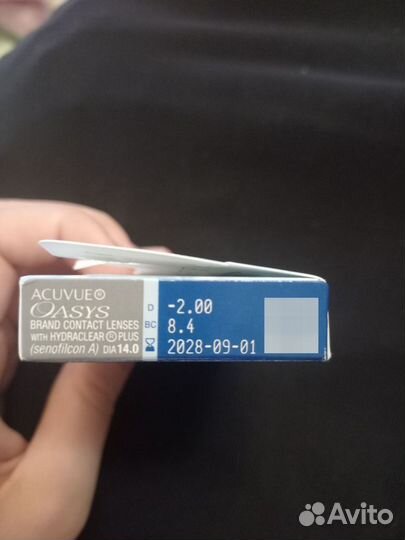 ACUVUE®
OASYS
BRAND CONTACT LENSES
WITH HYDRACLEAR® PLUS
(senofilcon A) DIA 14.0
D -2.00
BC 8.4
2028-09-01
Avito